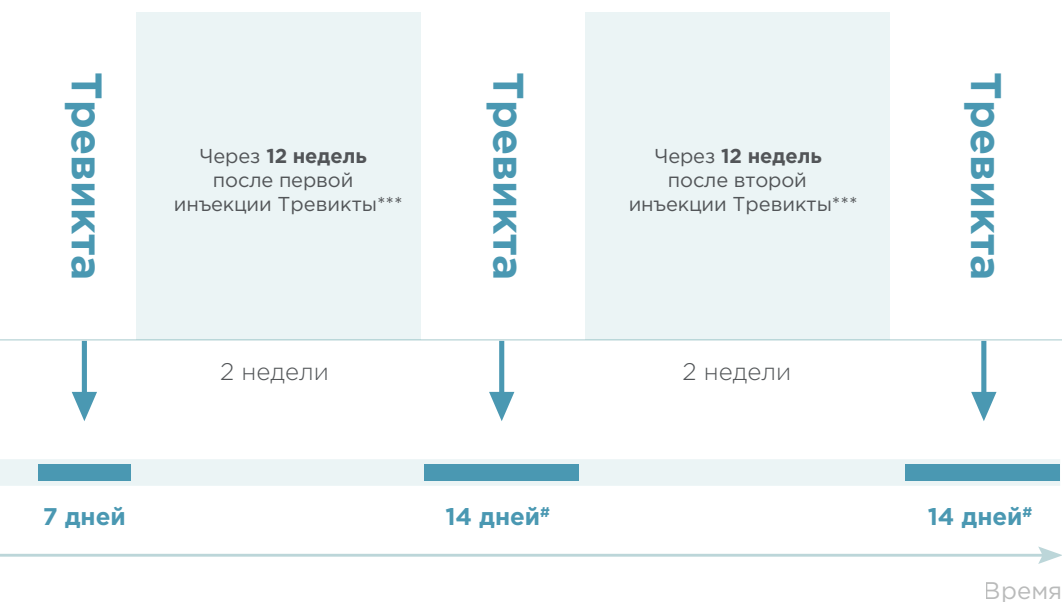 Тревикта
Через 12 недель
после первой
инъекции Тревикты***
Тревикта
Через 12 недель
после второй
инъекции Тревикты***
Тревикта
2 недели
2 недели
7 дней
14 дней#
14 дней#
Время